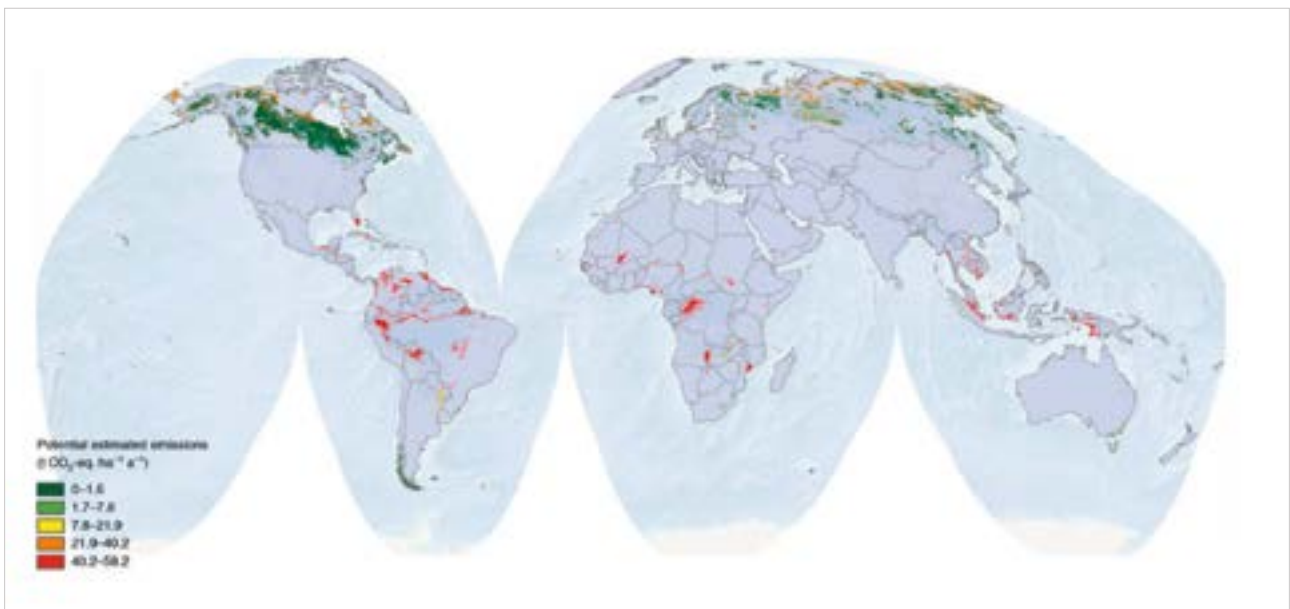 Potential estimated emissions
(t CO₂-eq. ha⁻¹ a⁻¹)
0–1.6
1.7–7.8
7.8–21.9
21.9–40.2
40.2–58.2